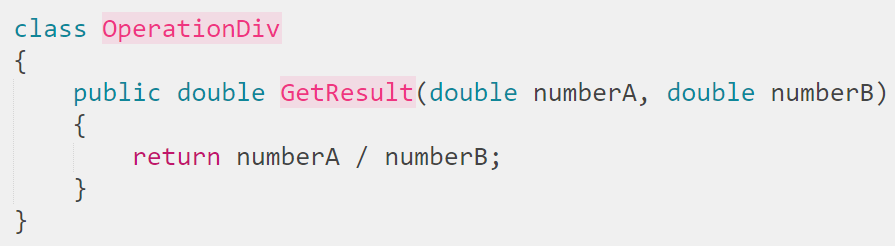 class OperationDiv
{
    public double GetResult(double numberA, double numberB)
    {
        return numberA / numberB;
    }
}